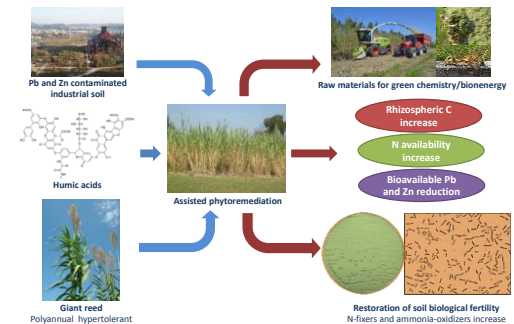 Pb and Zn contaminated
industrial soil
Humic acids
Giant reed
Polyannual hypertolerant
Assisted phytoremediation
Raw materials for green chemistry/bionenergy
Rhizospheric C
increase
N availability
increase
Bioavailable Pb
and Zn reduction
Restoration of soil biological fertility
N-fixers and ammonia-oxidizers increase